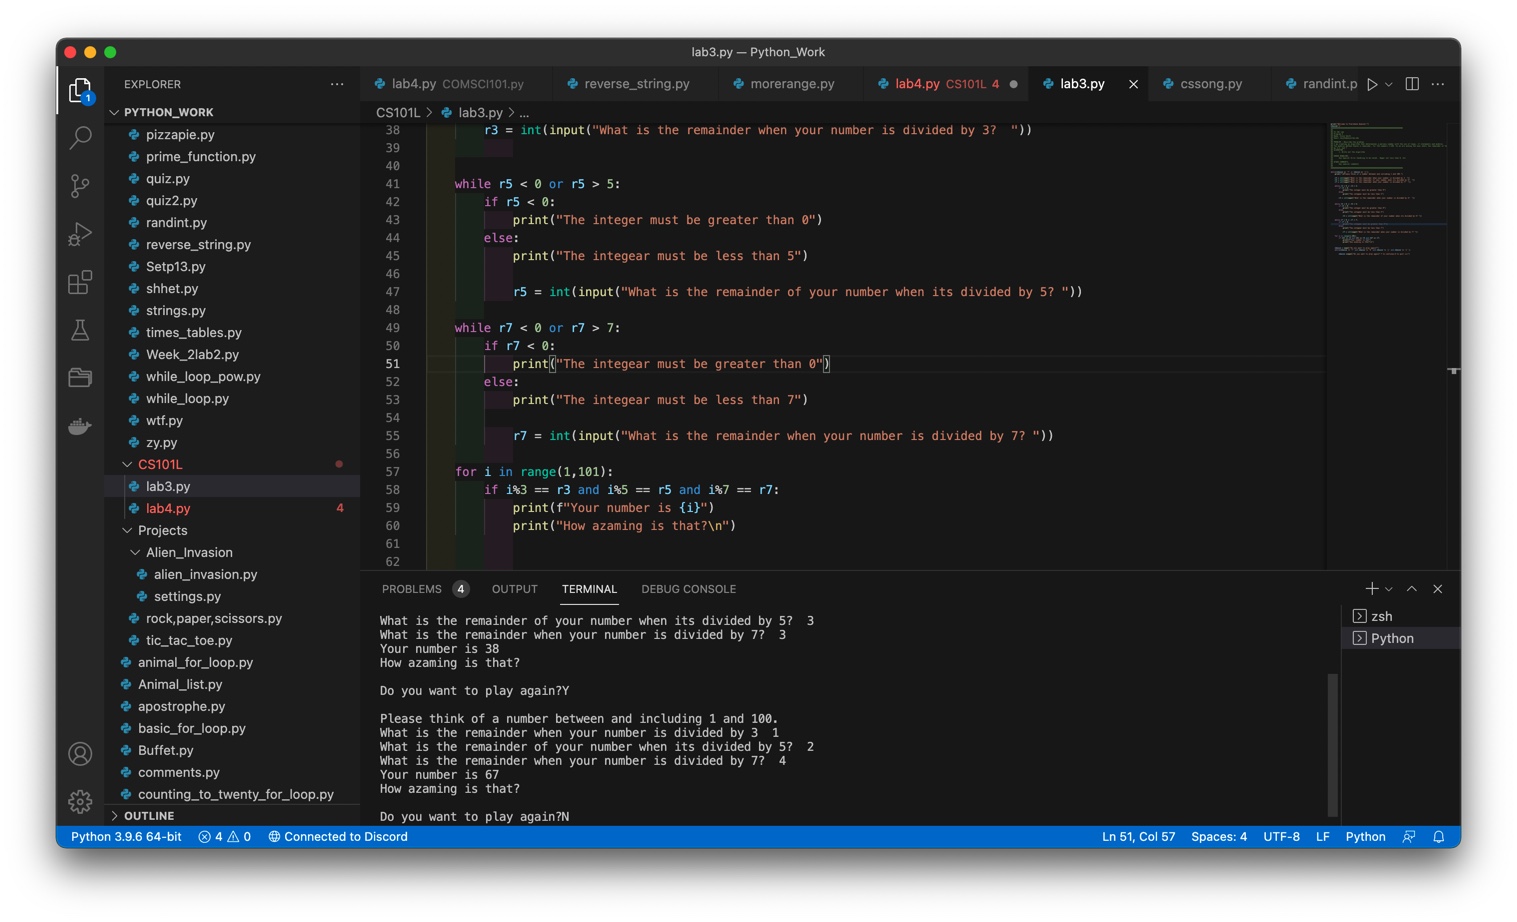 lab3.py — Python_Work
EXPLORER
PYTHON_WORK
pizzapie.py
prime_function.py
quiz.py
quiz2.py
randint.py
reverse_string.py
Setp13.py
shhet.py
strings.py
times_tables.py
Week_2lab2.py
while_loop_pow.py
while_loop.py
wtf.py
zy.py
CS101L
lab3.py
lab4.py 4
Projects
Alien_Invasion
alien_invasion.py
settings.py
rock,paper,scissors.py
tic_tac_toe.py
animal_for_loop.py
Animal_list.py
apostrophe.py
basic_for_loop.py
Buffet.py
comments.py
counting_to_twenty_for_loop.py
OUTLINE
1
lab4.py COMSCI101.py reverse_string.py morerange.py lab4.py CS101L 4 lab3.py cssong.py randint.p
CS101L > lab3.py > ...
38 r3 = int(input("What is the remainder when your number is divided by 3?  "))
39
40
41 while r5 < 0 or r5 > 5:
42 if r5 < 0:
43 print("The integer must be greater than 0")
44 else:
45 print("The integear must be less than 5")
46
47 r5 = int(input("What is the remainder of your number when its divided by 5? "))
48
49 while r7 < 0 or r7 > 7:
50 if r7 < 0:
51 print("The integear must be greater than 0")
52 else:
53 print("The integear must be less than 7")
54
55 r7 = int(input("What is the remainder when your number is divided by 7? "))
56
57 for i in range(1,101):
58 if i%3 == r3 and i%5 == r5 and i%7 == r7:
59 print(f"Your number is {i}")
60 print("How azaming is that?\n")
61
62
PROBLEMS 4 OUTPUT TERMINAL DEBUG CONSOLE
What is the remainder of your number when its divided by 5?  3
What is the remainder when your number is divided by 7?  3
Your number is 38
How azaming is that?
Do you want to play again?Y
Please think of a number between and including 1 and 100.
What is the remainder when your number is divided by 3  1
What is the remainder of your number when its divided by 5?  2
What is the remainder when your number is divided by 7?  4
Your number is 67
How azaming is that?
Do you want to play again?N
zsh
Python
Python 3.9.6 64-bit 4 0 Connected to Discord Ln 51, Col 57 Spaces: 4 UTF-8 LF Python